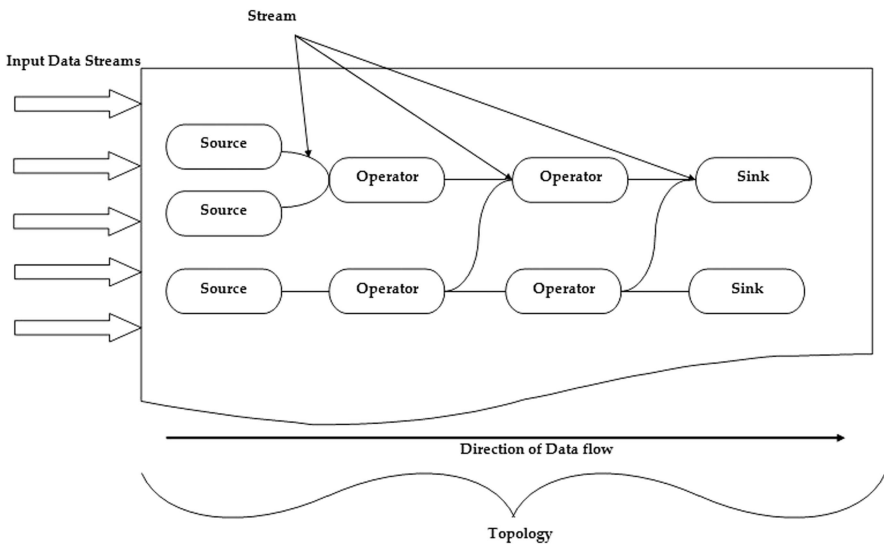 Stream
Input Data Streams
Source
Operator
Operator
Sink
Source
Source
Operator
Operator
Sink
Direction of Data flow
Topology